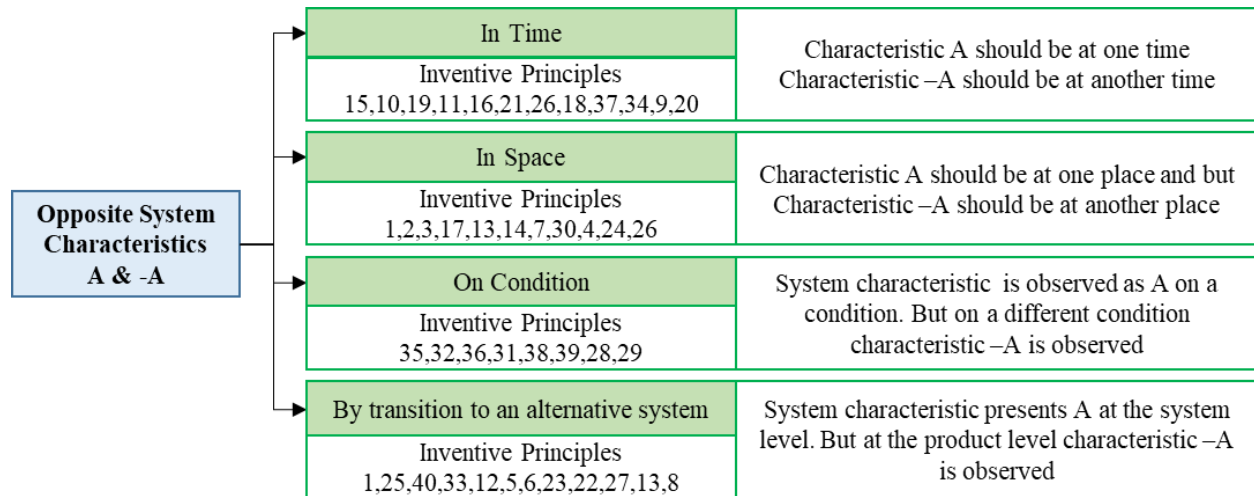 Opposite System
Characteristics
A & -A
In Time
Inventive Principles
15,10,19,11,16,21,26,18,37,34,9,20
Characteristic A should be at one time
Characteristic –A should be at another time
In Space
Inventive Principles
1,2,3,17,13,14,7,30,4,24,26
Characteristic A should be at one place and but
Characteristic –A should be at another place
On Condition
Inventive Principles
35,32,36,31,38,39,28,29
System characteristic is observed as A on a
condition. But on a different condition
characteristic –A is observed
By transition to an alternative system
Inventive Principles
1,25,40,33,12,5,6,23,22,27,13,8
System characteristic presents A at the system
level. But at the product level characteristic –A
is observed